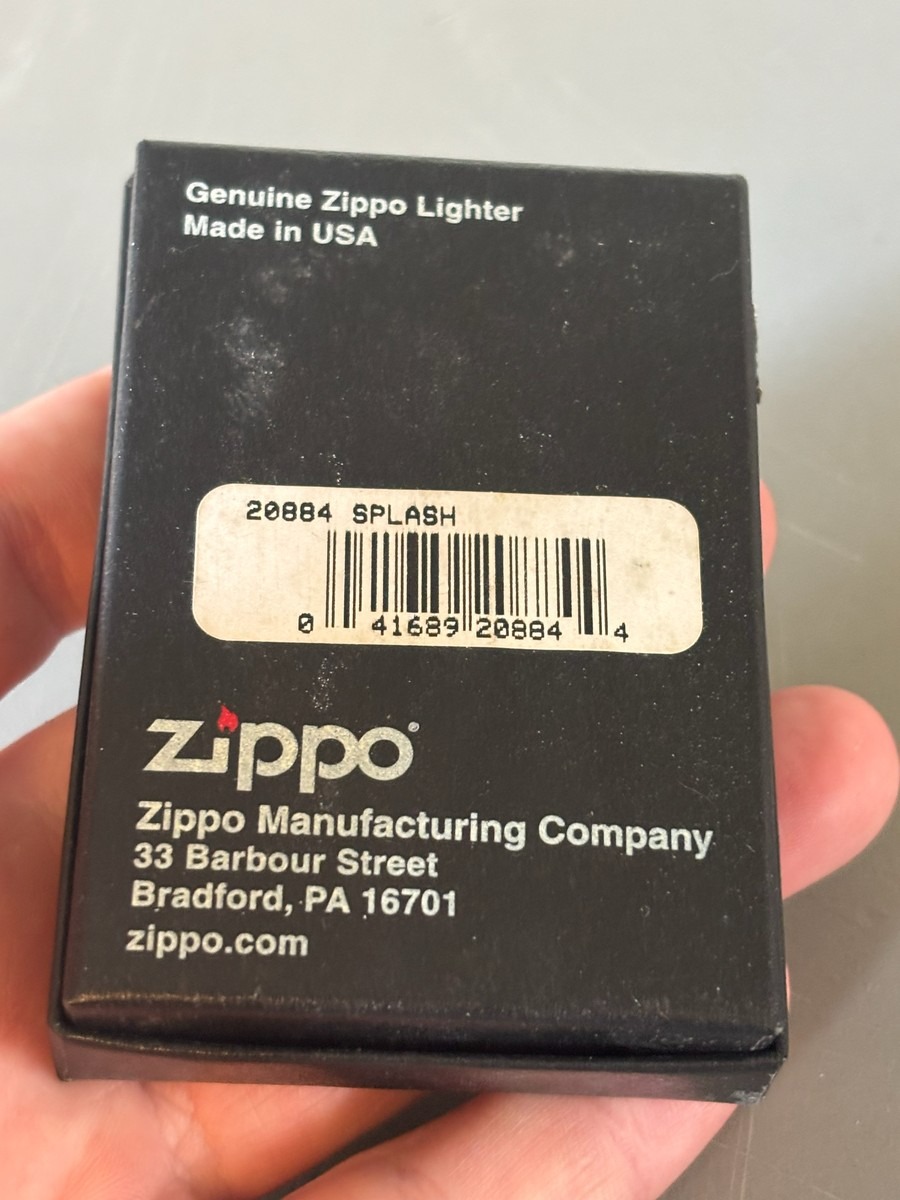 Genuine Zippo Lighter
Made in USA
20884 SPLASH
0 41689 20884 4
zippo®
Zippo Manufacturing Company
33 Barbour Street
Bradford, PA 16701
zippo.com